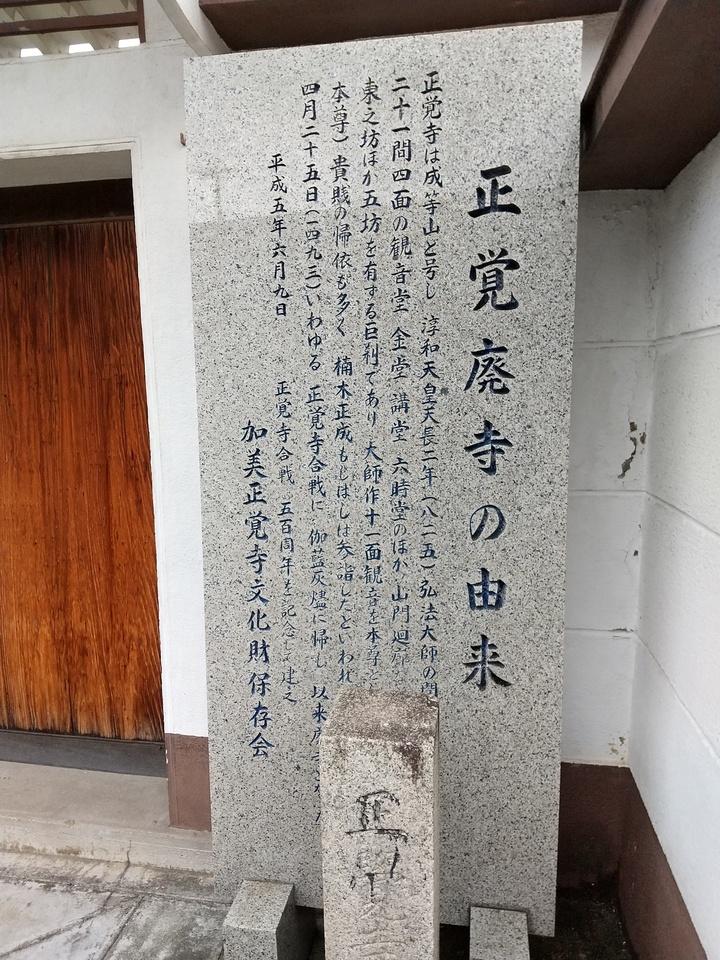 正覚廃寺の由来
正覚寺は成等山と号し 淳和天皇天長二年(八二五)弘法大師の開
二十一間四面の観音堂 金堂 講堂 六時堂のほか 山門廻廊
東之坊ほか五坊を有する巨刹であり 大師作十一面観音を本尊と
本尊)貴賤の帰依も多く 楠木正成もしばしば参詣したといわれ
四月二十五日(一四九三)いわゆる 正覚寺合戦に 伽藍灰燼に帰し 以来
平成五年六月九日
正覚寺合戦 五百周年を記念して建之
加美正覚寺文化財保存会
正